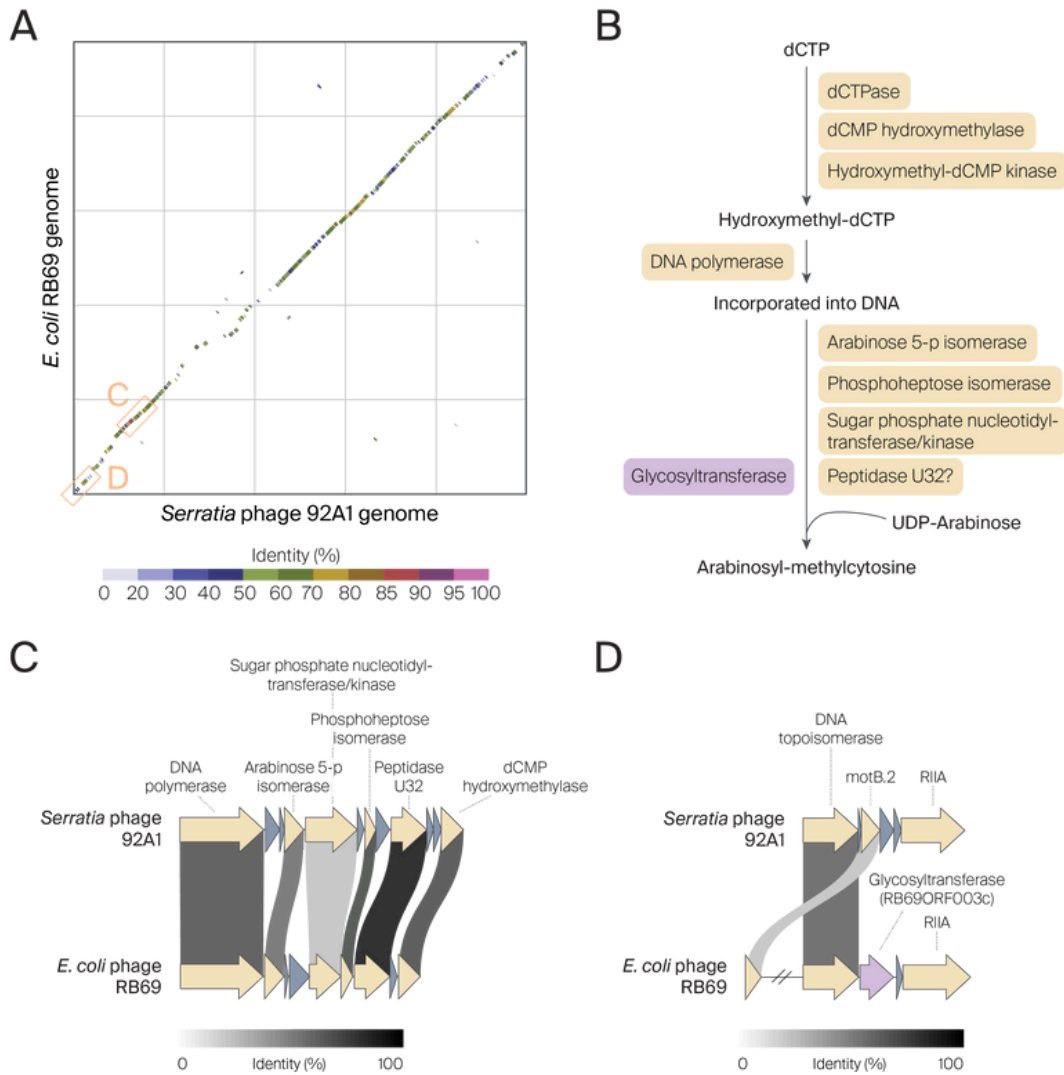 A
E. coli RB69 genome
C
D
Serratia phage 92A1 genome
Identity (%)
0 20 30 40 50 60 70 80 85 90 95 100
B
dCTP
dCTPase
dCMP hydroxymethylase
Hydroxymethyl-dCMP kinase
Hydroxymethyl-dCTP
DNA polymerase
Incorporated into DNA
Arabinose 5-p isomerase
Phosphoheptose isomerase
Sugar phosphate nucleotidyl-
transferase/kinase
Glycosyltransferase
Peptidase U32?
UDP-Arabinose
Arabinosyl-methylcytosine
C
Sugar phosphate nucleotidyl-
transferase/kinase
Phosphoheptose
isomerase
DNA
polymerase
Arabinose 5-p
isomerase
Peptidase
U32
dCMP
hydroxymethylase
Serratia phage
92A1
E. coli phage
RB69
0 Identity (%) 100
D
DNA
topoisomerase
motB.2
RIIA
Serratia phage
92A1
Glycosyltransferase
(RB69ORF003c)
RIIA
E. coli phage
RB69
0 Identity (%) 100